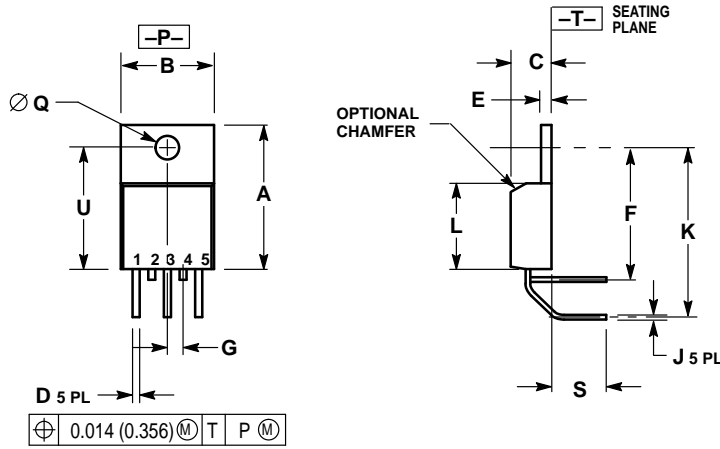 –P–
B
∅ Q
U
A
1 2 3 4 5
G
D 5 PL
⌖ 0.014 (0.356) Ⓜ T P Ⓜ
–T–
SEATING
PLANE
C
E
OPTIONAL
CHAMFER
L
F
K
J 5 PL
S